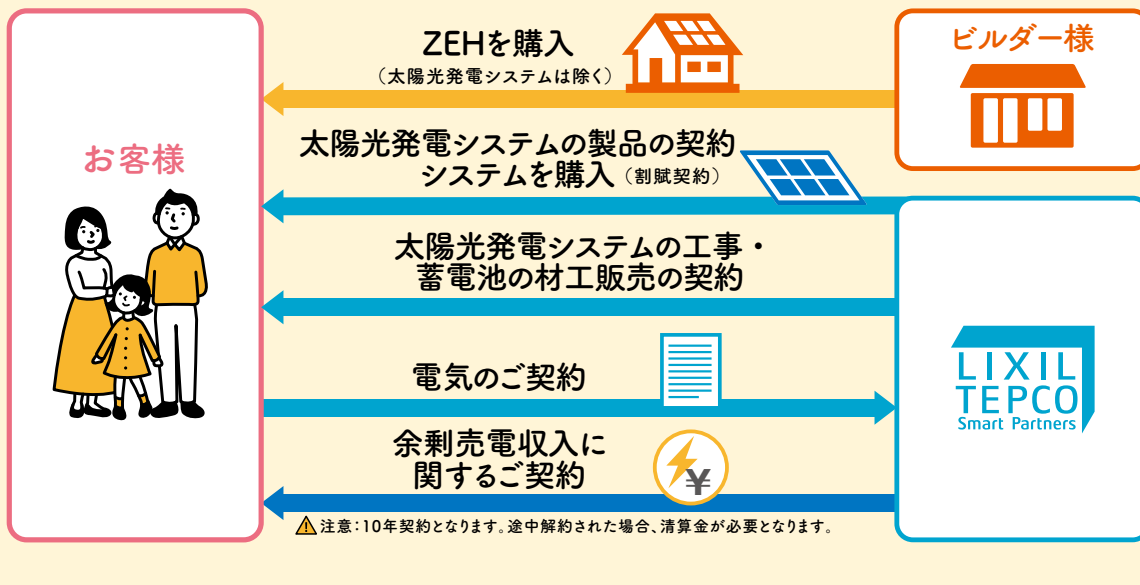 ZEHを購入
（太陽光発電システムは除く）
ビルダー様
お客様
太陽光発電システムの製品の契約
システムを購入（割賦契約）
太陽光発電システムの工事・
蓄電池の材工販売の契約
電気のご契約
LIXIL
TEPCO
Smart Partners
余剰売電収入に
関するご契約
¥
注意：10年契約となります。途中解約された場合、清算金が必要となります。